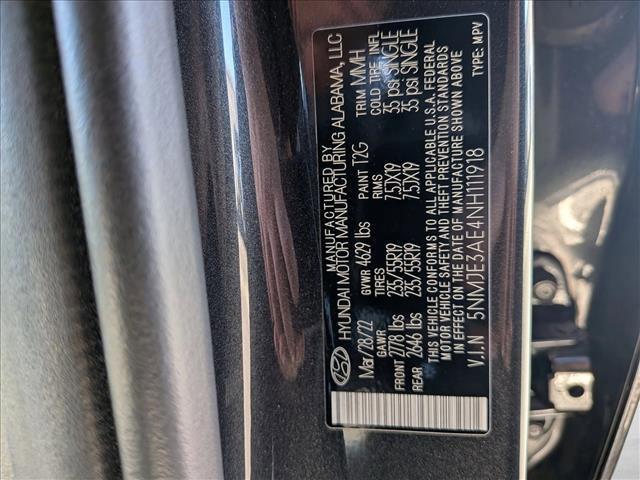 MANUFACTURED BY
HYUNDAI MOTOR MANUFACTURING ALABAMA, LLC
Mar/28/22 GVWR 4629 lbs PAINT T2G TRIM MMH
GAWR TIRES RIMS COLD TIRE INFL
FRONT 2778 lbs 235/55R19 7.5JX19 35 psi SINGLE
REAR 2646 lbs 235/55R19 7.5JX19 35 psi SINGLE
THIS VEHICLE CONFORMS TO ALL APPLICABLE U.S.A. FEDERAL
MOTOR VEHICLE SAFETY AND THEFT PREVENTION STANDARDS
IN EFFECT ON THE DATE OF MANUFACTURE SHOWN ABOVE
V.I.N 5NMJE3AE4NH111918 TYPE: MPV